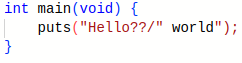 int main(void) {
    puts("Hello??/" world");
}